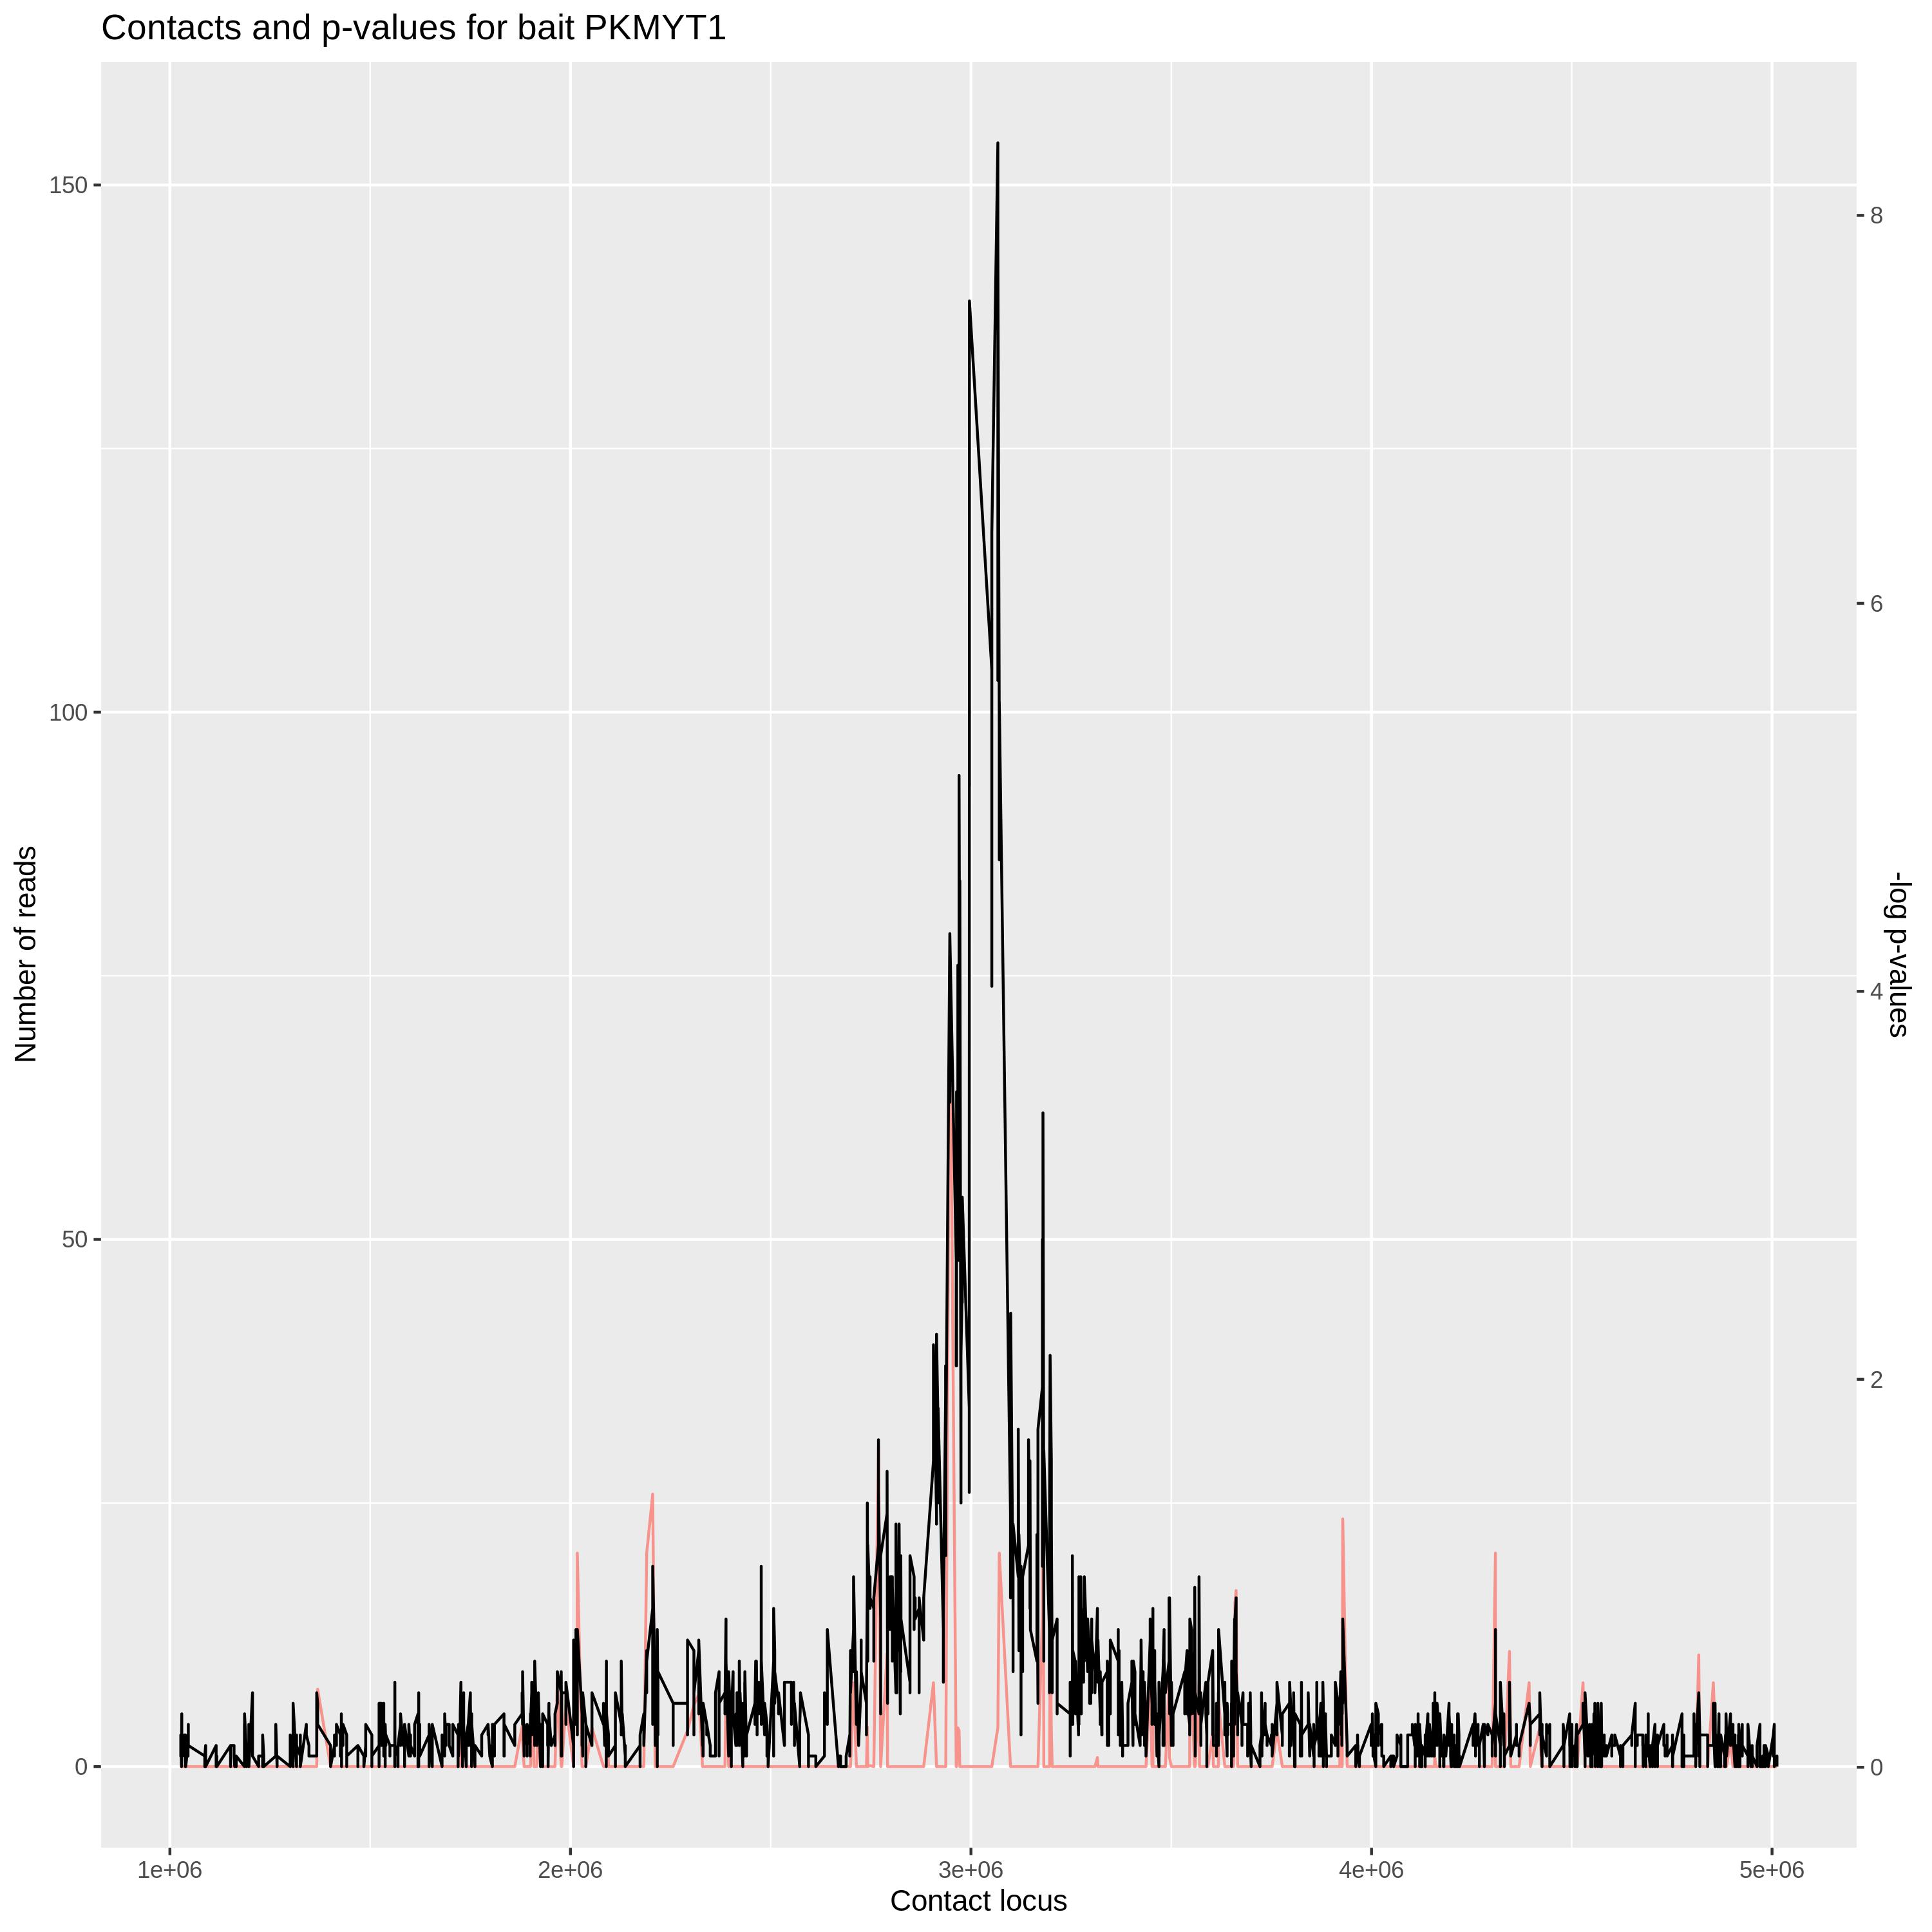 Contacts and p-values for bait PKMYT1
150
100
50
0
Number of reads
8
6
4
2
0
-log p-values
1e+06
2e+06
3e+06
4e+06
5e+06
Contact locus